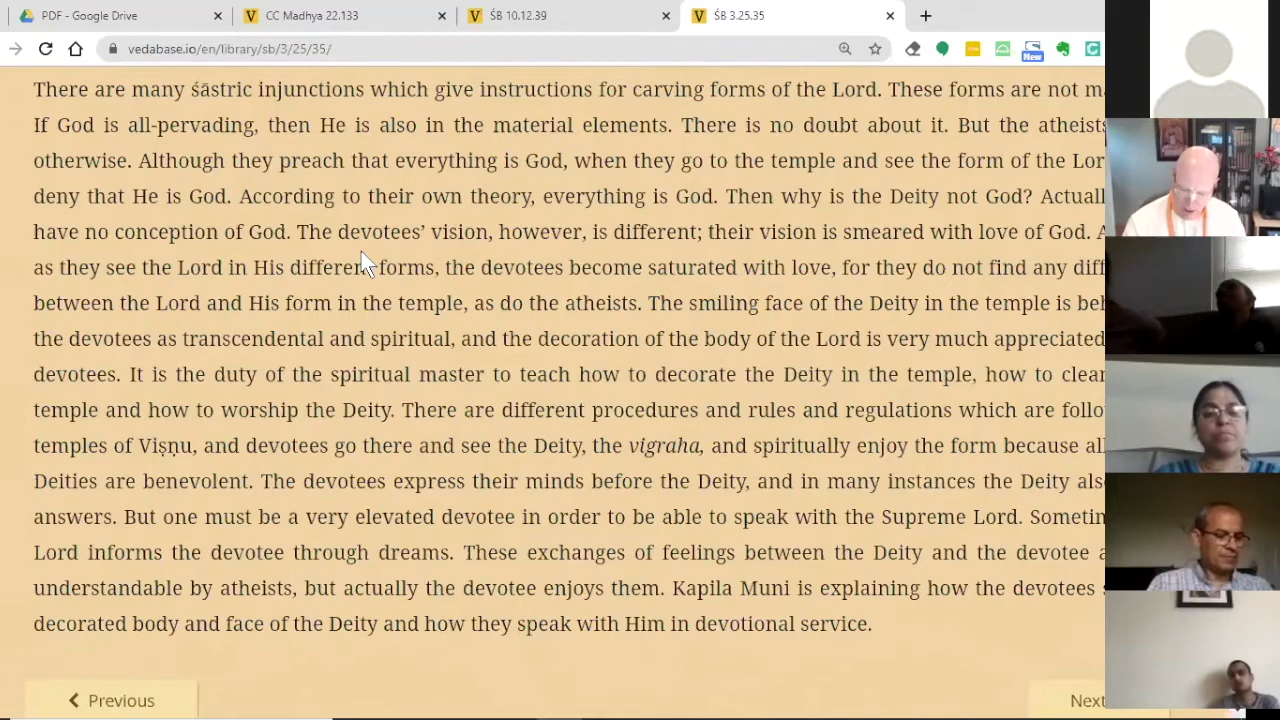 PDF - Google Drive
CC Madhya 22.133
ŚB 10.12.39
ŚB 3.25.35
vedabase.io/en/library/sb/3/25/35/
New
There are many śāstric injunctions which give instructions for carving forms of the Lord. These forms are not ma
If God is all-pervading, then He is also in the material elements. There is no doubt about it. But the atheists
otherwise. Although they preach that everything is God, when they go to the temple and see the form of the Lor
deny that He is God. According to their own theory, everything is God. Then why is the Deity not God? Actuall
have no conception of God. The devotees’ vision, however, is different; their vision is smeared with love of God. A
as they see the Lord in His different forms, the devotees become saturated with love, for they do not find any diff
between the Lord and His form in the temple, as do the atheists. The smiling face of the Deity in the temple is beh
the devotees as transcendental and spiritual, and the decoration of the body of the Lord is very much appreciated
devotees. It is the duty of the spiritual master to teach how to decorate the Deity in the temple, how to clean
temple and how to worship the Deity. There are different procedures and rules and regulations which are follo
temples of Viṣṇu, and devotees go there and see the Deity, the vigraha, and spiritually enjoy the form because all
Deities are benevolent. The devotees express their minds before the Deity, and in many instances the Deity als
answers. But one must be a very elevated devotee in order to be able to speak with the Supreme Lord. Sometim
Lord informs the devotee through dreams. These exchanges of feelings between the Deity and the devotee a
understandable by atheists, but actually the devotee enjoys them. Kapila Muni is explaining how the devotees s
decorated body and face of the Deity and how they speak with Him in devotional service.
Previous
Next